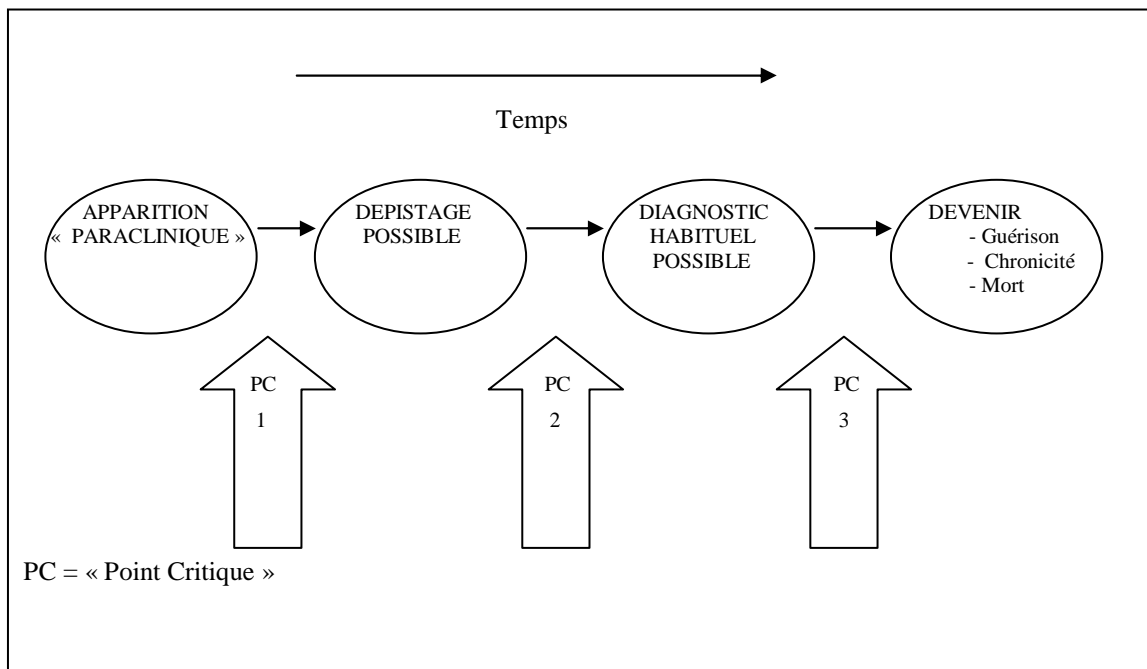 Temps
APPARITION
« PARACLINIQUE »
DEPISTAGE
POSSIBLE
DIAGNOSTIC
HABITUEL
POSSIBLE
DEVENIR
- Guérison
- Chronicité
- Mort
PC
1
PC
2
PC
3
PC = « Point Critique »